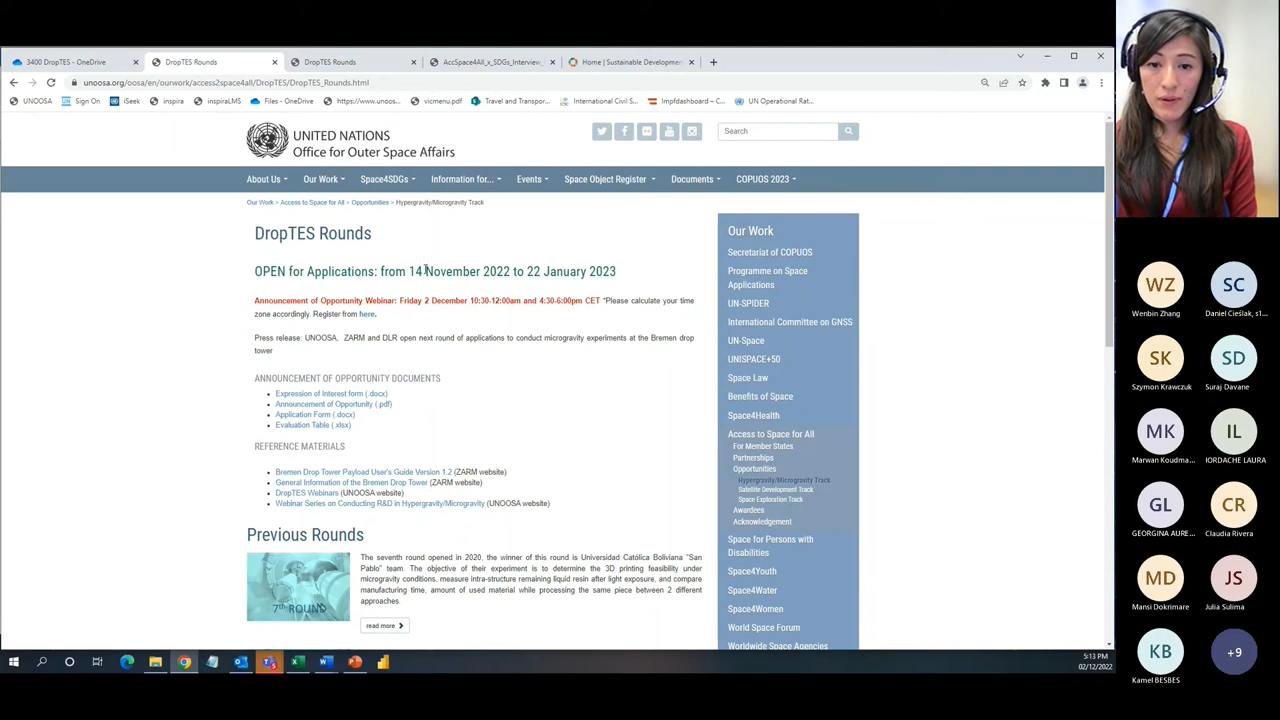 3400 DropTES - OneDrive
DropTES Rounds
DropTES Rounds
AccSpace4All_x_SDGs_Interview_
Home | Sustainable Developmen
unoosa.org/oosa/en/ourwork/access2space4all/DropTES/DropTES_Rounds.html
UNOOSA
Sign On
iSeek
inspira
inspiraLMS
Files - OneDrive
https://www.unoos...
vicmenu.pdf
Travel and Transpor...
International Civil S...
Impfdashboard – C...
UN Operational Rat...
UNITED NATIONS
Office for Outer Space Affairs
Search
About Us
Our Work
Space4SDGs
Information for...
Events
Space Object Register
Documents
COPUOS 2023
Our Work > Access to Space for All > Opportunities > Hypergravity/Microgravity Track
DropTES Rounds
OPEN for Applications: from 14 November 2022 to 22 January 2023
Announcement of Opportunity Webinar: Friday 2 December 10:30-12:00am and 4:30-6:00pm CET *Please calculate your time
zone accordingly. Register from here.
Press release: UNOOSA, ZARM and DLR open next round of applications to conduct microgravity experiments at the Bremen drop
tower
ANNOUNCEMENT OF OPPORTUNITY DOCUMENTS
Expression of Interest form (.docx)
Announcement of Opportunity (.pdf)
Application Form (.docx)
Evaluation Table (.xlsx)
REFERENCE MATERIALS
Bremen Drop Tower Payload User's Guide Version 1.2 (ZARM website)
General Information of the Bremen Drop Tower (ZARM website)
DropTES Webinars (UNOOSA website)
Webinar Series on Conducting R&D in Hypergravity/Microgravity (UNOOSA website)
Previous Rounds
7th ROUND
The seventh round opened in 2020, the winner of this round is Universidad Católica Boliviana "San
Pablo" team. The objective of their experiment is to determine the 3D printing feasibility under
microgravity conditions, measure intra-structure remaining liquid resin after light exposure, and compare
manufacturing time, amount of used material while processing the same piece between 2 different
approaches.
read more
Our Work
Secretariat of COPUOS
Programme on Space
Applications
UN-SPIDER
International Committee on GNSS
UN-Space
UNISPACE+50
Space Law
Benefits of Space
Space4Health
Access to Space for All
For Member States
Partnerships
Opportunities
Hypergravity/Microgravity Track
Satellite Development Track
Space Exploration Track
Awardees
Acknowledgement
Space for Persons with
Disabilities
Space4Youth
Space4Water
Space4Women
World Space Forum
Worldwide Space Agencies
5:13 PM
02/12/2022
WZ
Wenbin Zhang
SC
Daniel Cieślak, s1...
SK
Szymon Krawczuk
SD
Suraj Davane
MK
Marwan Koudma...
IL
IORDACHE LAURA
GL
GEORGINA AURE...
CR
Claudia Rivera
MD
Mansi Dokrimare
JS
Julia Sulima
KB
Kamel BESBES
+9